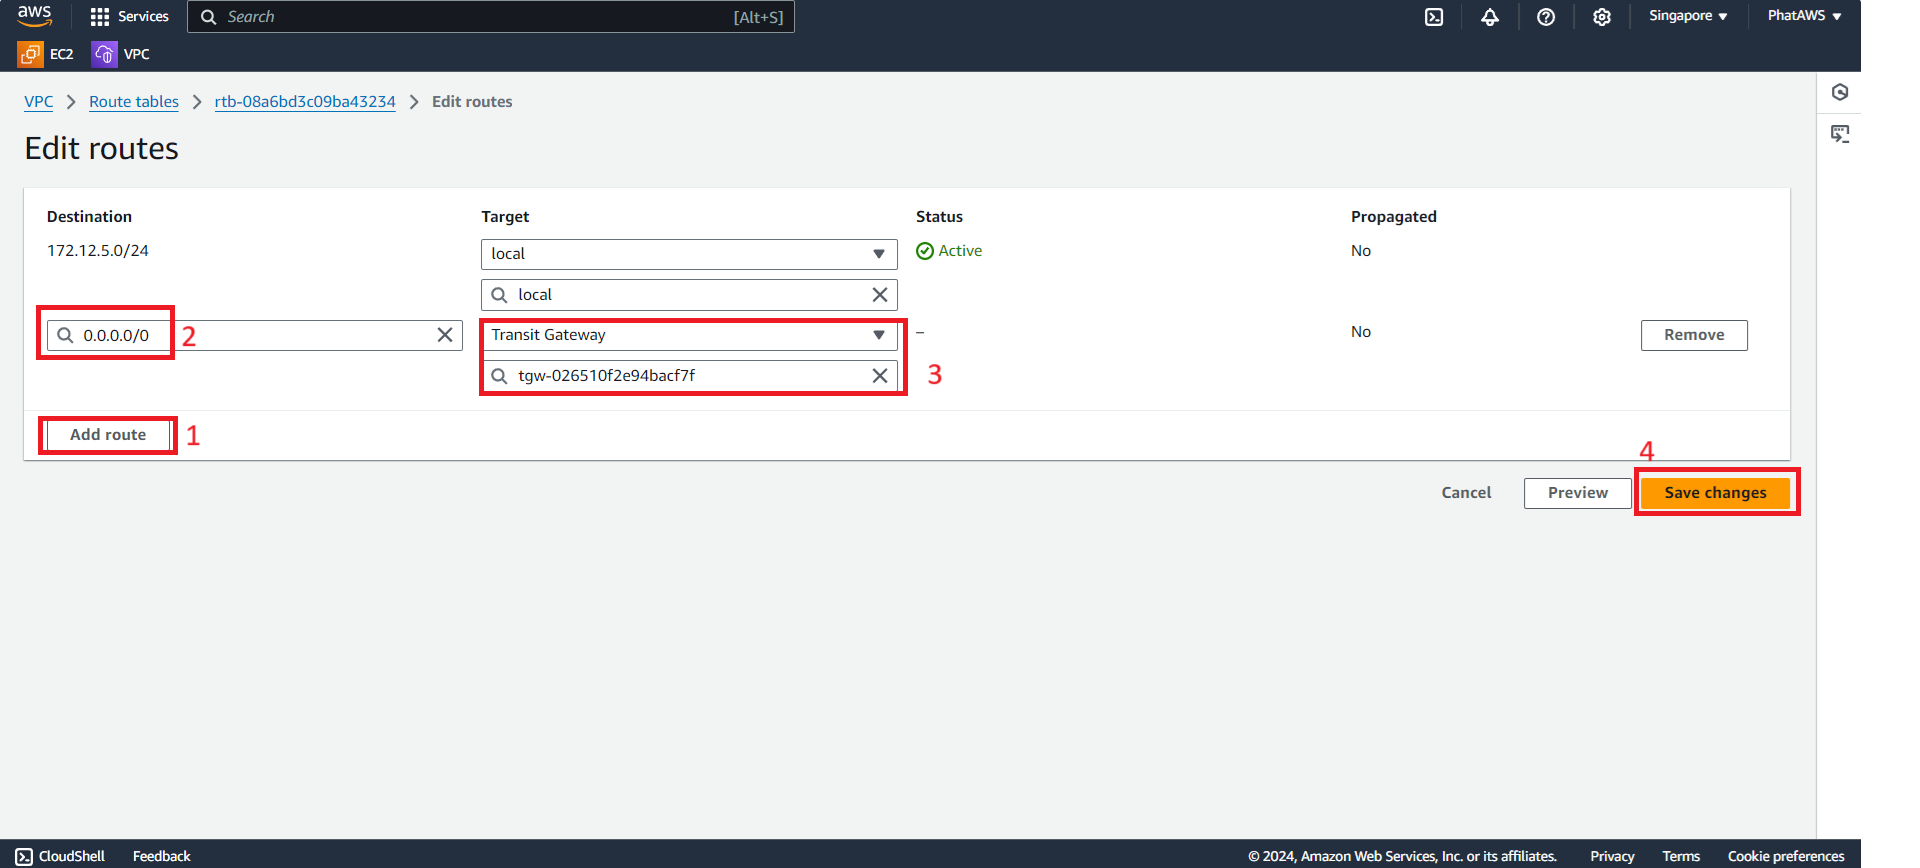 aws Services Search [Alt+S] Singapore PhatAWS
EC2 VPC
VPC Route tables rtb-08a6bd3c09ba43234 Edit routes
Edit routes
Destination Target Status Propagated
172.12.5.0/24 local Active No
local
0.0.0.0/0 2 Transit Gateway – No Remove
tgw-026510f2e94bacf7f 3
Add route 1
4
Cancel Preview Save changes
CloudShell Feedback © 2024, Amazon Web Services, Inc. or its affiliates. Privacy Terms Cookie preferences